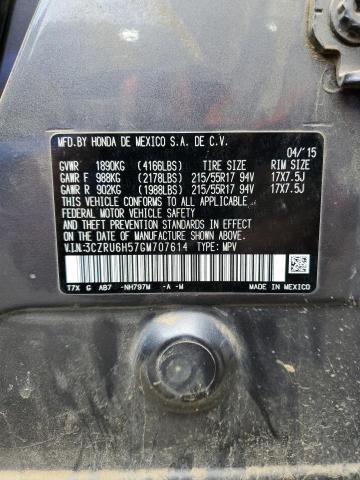 MFD.BY HONDA DE MEXICO S.A. DE C.V.
04/'15
GVWR 1890KG (4166LBS) TIRE SIZE RIM SIZE
GAWR F 988KG (2178LBS) 215/55R17 94V 17X7.5J
GAWR R 902KG (1988LBS) 215/55R17 94V 17X7.5J
THIS VEHICLE CONFORMS TO ALL APPLICABLE
FEDERAL MOTOR VEHICLE SAFETY, BUMPER, AND
THEFT PREVENTION STANDARDS IN EFFECT ON THE
DATE OF MANUFACTURE SHOWN ABOVE.
V.I.N:3CZRU6H57GM707614 TYPE: MPV
T7X G AB7 -NH797M -A -M
MADE IN MEXICO